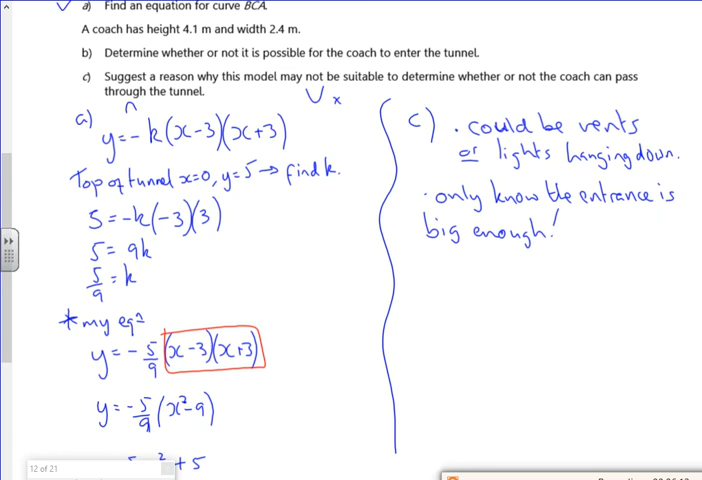 a) Find an equation for curve BCA.
A coach has height 4.1 m and width 2.4 m.
b) Determine whether or not it is possible for the coach to enter the tunnel.
c) Suggest a reason why this model may not be suitable to determine whether or not the coach can pass
through the tunnel.
a)
y = -k(x-3)(x+3)
Top of tunnel x=0, y=5 → find k.
5 = -k(-3)(3)
5 = 9k
5/9 = k
* my eqn
y = -5/9 (x-3)(x+3)
y = -5/9 (x²-9)
+ 5
12 of 21
c) . could be vents
or lights hanging down.
. only know the entrance is
big enough!